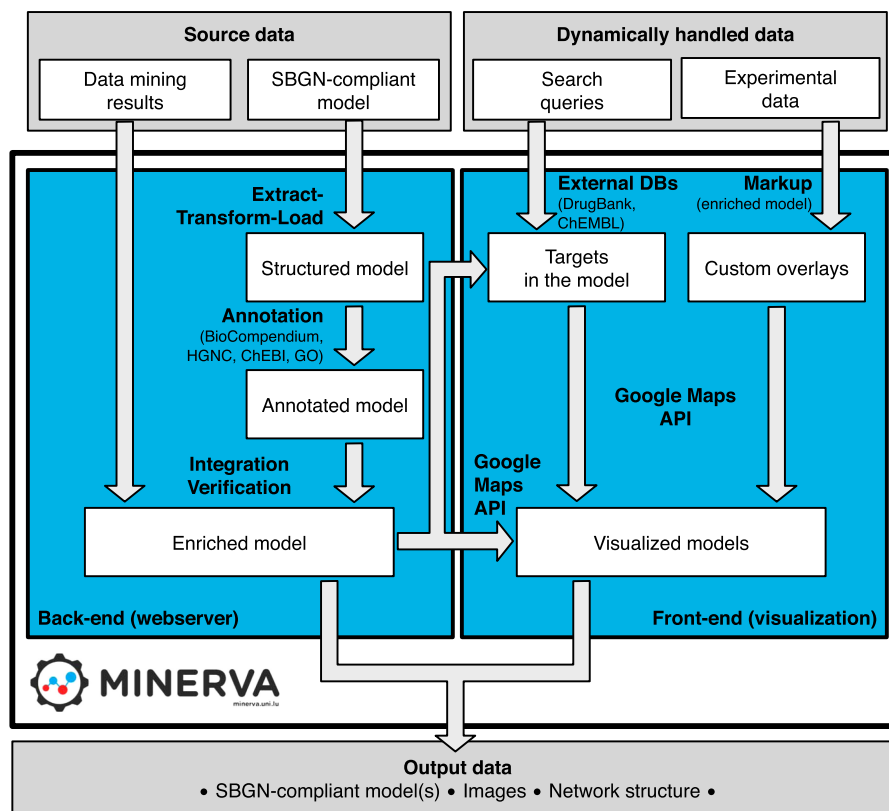 Source data
Data mining
results
SBGN-compliant
model
Dynamically handled data
Search
queries
Experimental
data
Extract-
Transform-Load
Structured model
Annotation
(BioCompendium,
HGNC, ChEBI, GO)
Annotated model
Integration
Verification
Enriched model
Back-end (webserver)
External DBs
(DrugBank,
ChEMBL)
Markup
(enriched model)
Targets
in the model
Custom overlays
Google Maps
API
Google
Maps
API
Visualized models
Front-end (visualization)
MINERVA
minerva.uni.lu
Output data
• SBGN-compliant model(s) • Images • Network structure •